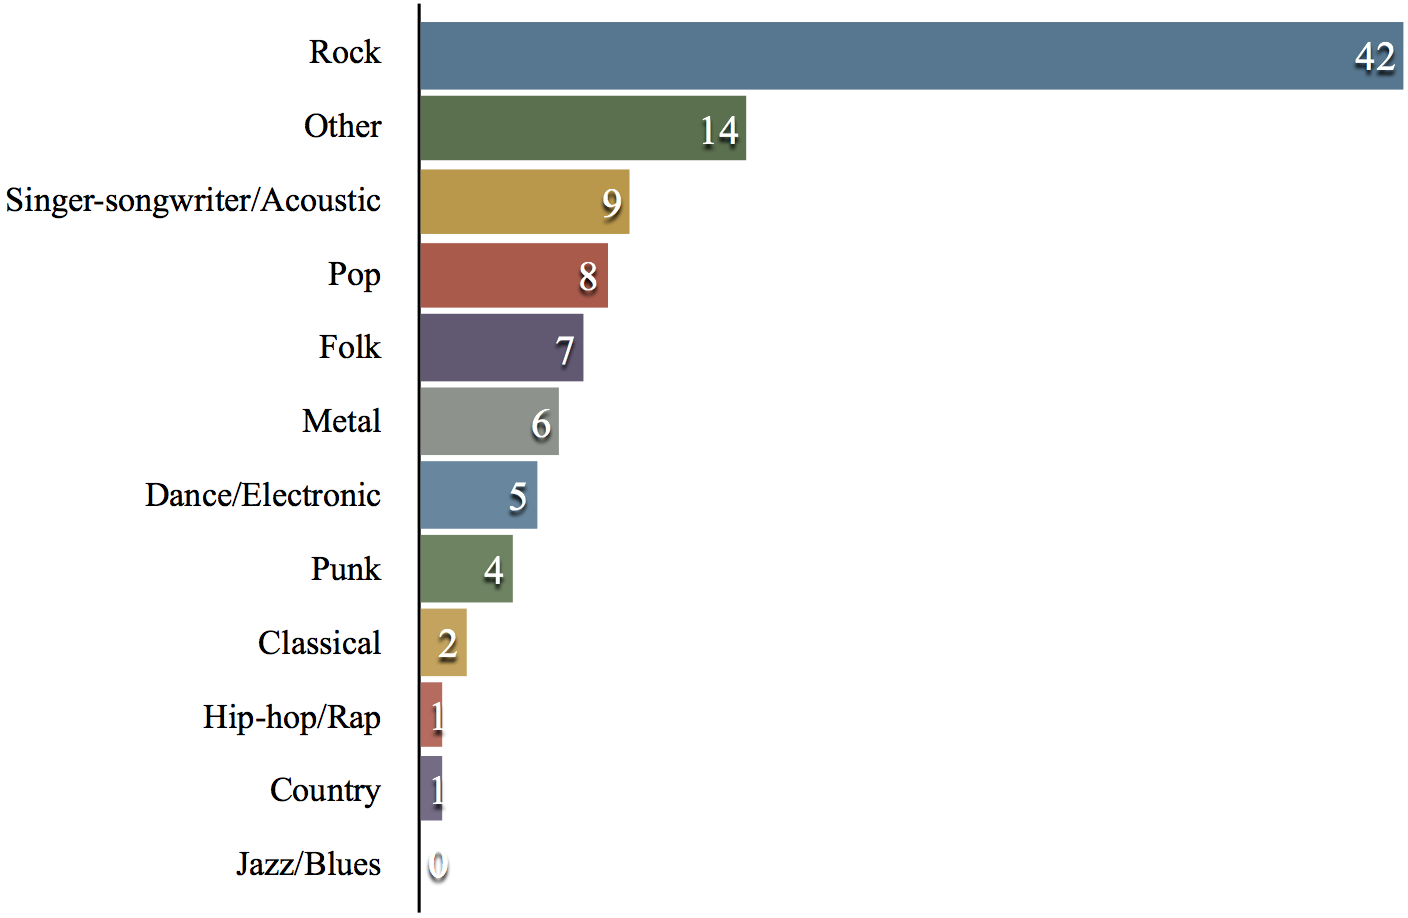 Rock 42
Other 14
Singer-songwriter/Acoustic 9
Pop 8
Folk 7
Metal 6
Dance/Electronic 5
Punk 4
Classical 2
Hip-hop/Rap 1
Country 1
Jazz/Blues 0